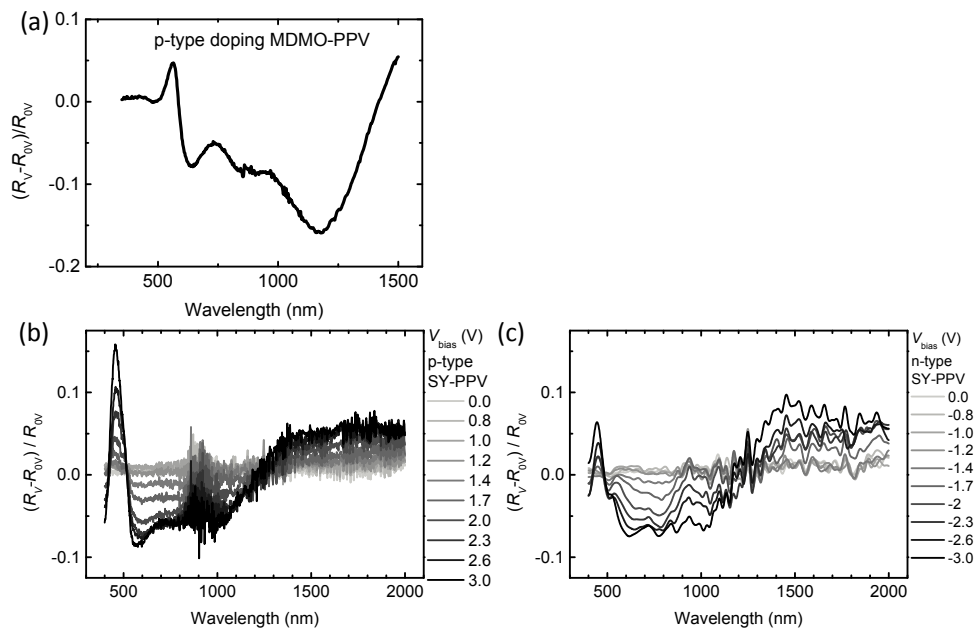 (a)
p-type doping MDMO-PPV
0.1
0.0
-0.1
-0.2
(R_V-R_0V)/R_0V
500
1000
1500
Wavelength (nm)
(b)
0.1
0.0
-0.1
(R_V-R_0V) / R_0V
500
1000
1500
2000
Wavelength (nm)
V_bias (V)
p-type
SY-PPV
0.0
0.8
1.0
1.2
1.4
1.7
2.0
2.3
2.6
3.0
(c)
0.1
0.0
-0.1
(R_V-R_0V) / R_0V
500
1000
1500
2000
Wavelength (nm)
V_bias (V)
n-type
SY-PPV
0.0
-0.8
-1.0
-1.2
-1.4
-1.7
-2
-2.3
-2.6
-3.0